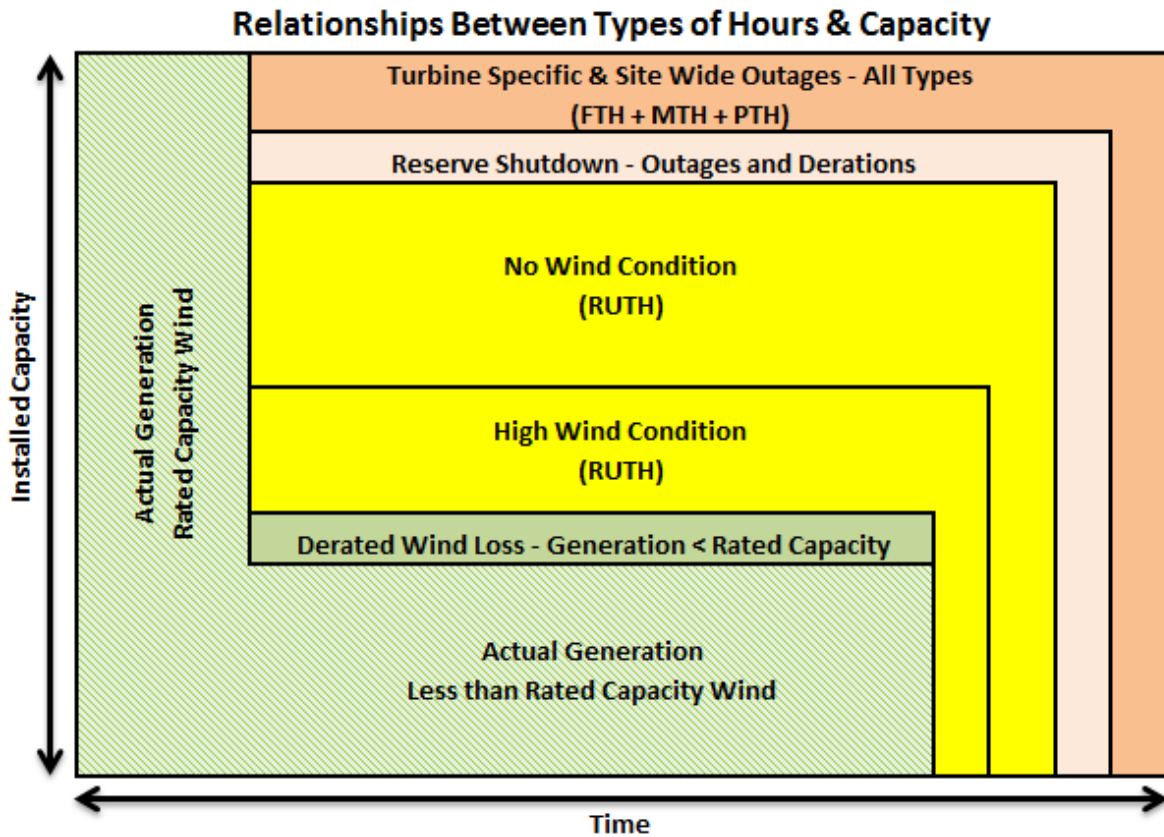 Relationships Between Types of Hours & Capacity
Turbine Specific & Site Wide Outages - All Types
(FTH + MTH + PTH)
Reserve Shutdown - Outages and Derations
No Wind Condition
(RUTH)
High Wind Condition
(RUTH)
Derated Wind Loss - Generation < Rated Capacity
Actual Generation
Less than Rated Capacity Wind
Actual Generation
Rated Capacity Wind
Installed Capacity
Time